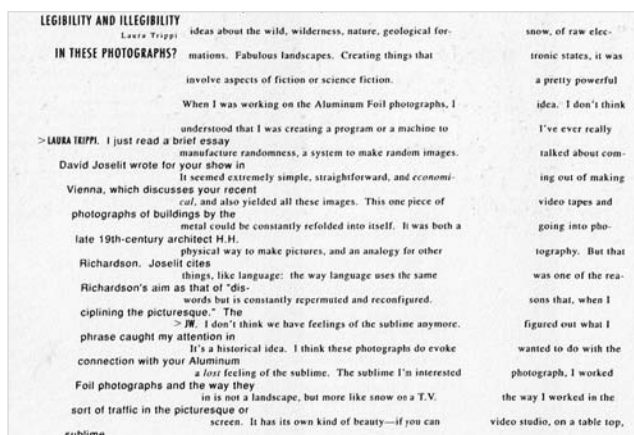 LEGIBILITY AND ILLEGIBILITY
Laura Trippi
IN THESE PHOTOGRAPHS?
>LAURA TRIPPI. I just read a brief essay
David Joselit wrote for your show in
Vienna, which discusses your recent
photographs of buildings by the
late 19th-century architect H.H.
Richardson. Joselit cites
Richardson's aim as that of "dis-
ciplining the picturesque." The
phrase caught my attention in
connection with your Aluminum
Foil photographs and the way they
sort of traffic in the picturesque or
sublime
ideas about the wild, wilderness, nature, geological for-
mations. Fabulous landscapes. Creating things that
involve aspects of fiction or science fiction.
When I was working on the Aluminum Foil photographs, I
understood that I was creating a program or a machine to
manufacture randomness, a system to make random images.
It seemed extremely simple, straightforward, and economi-
cal, and also yielded all these images. This one piece of
metal could be constantly refolded into itself. It was both a
physical way to make pictures, and an analogy for other
things, like language: the way language uses the same
words but is constantly repermuted and reconfigured.
>JW. I don't think we have feelings of the sublime anymore.
It's a historical idea. I think these photographs do evoke
a lost feeling of the sublime. The sublime I'm interested
in is not a landscape, but more like snow on a T.V.
screen. It has its own kind of beauty—if you can
snow, of raw elec-
tronic states, it was
a pretty powerful
idea. I don't think
I've ever really
talked about com-
ing out of making
video tapes and
going into pho-
tography. But that
was one of the rea-
sons that, when I
figured out what I
wanted to do with the
photograph, I worked
the way I worked in the
video studio, on a table top,